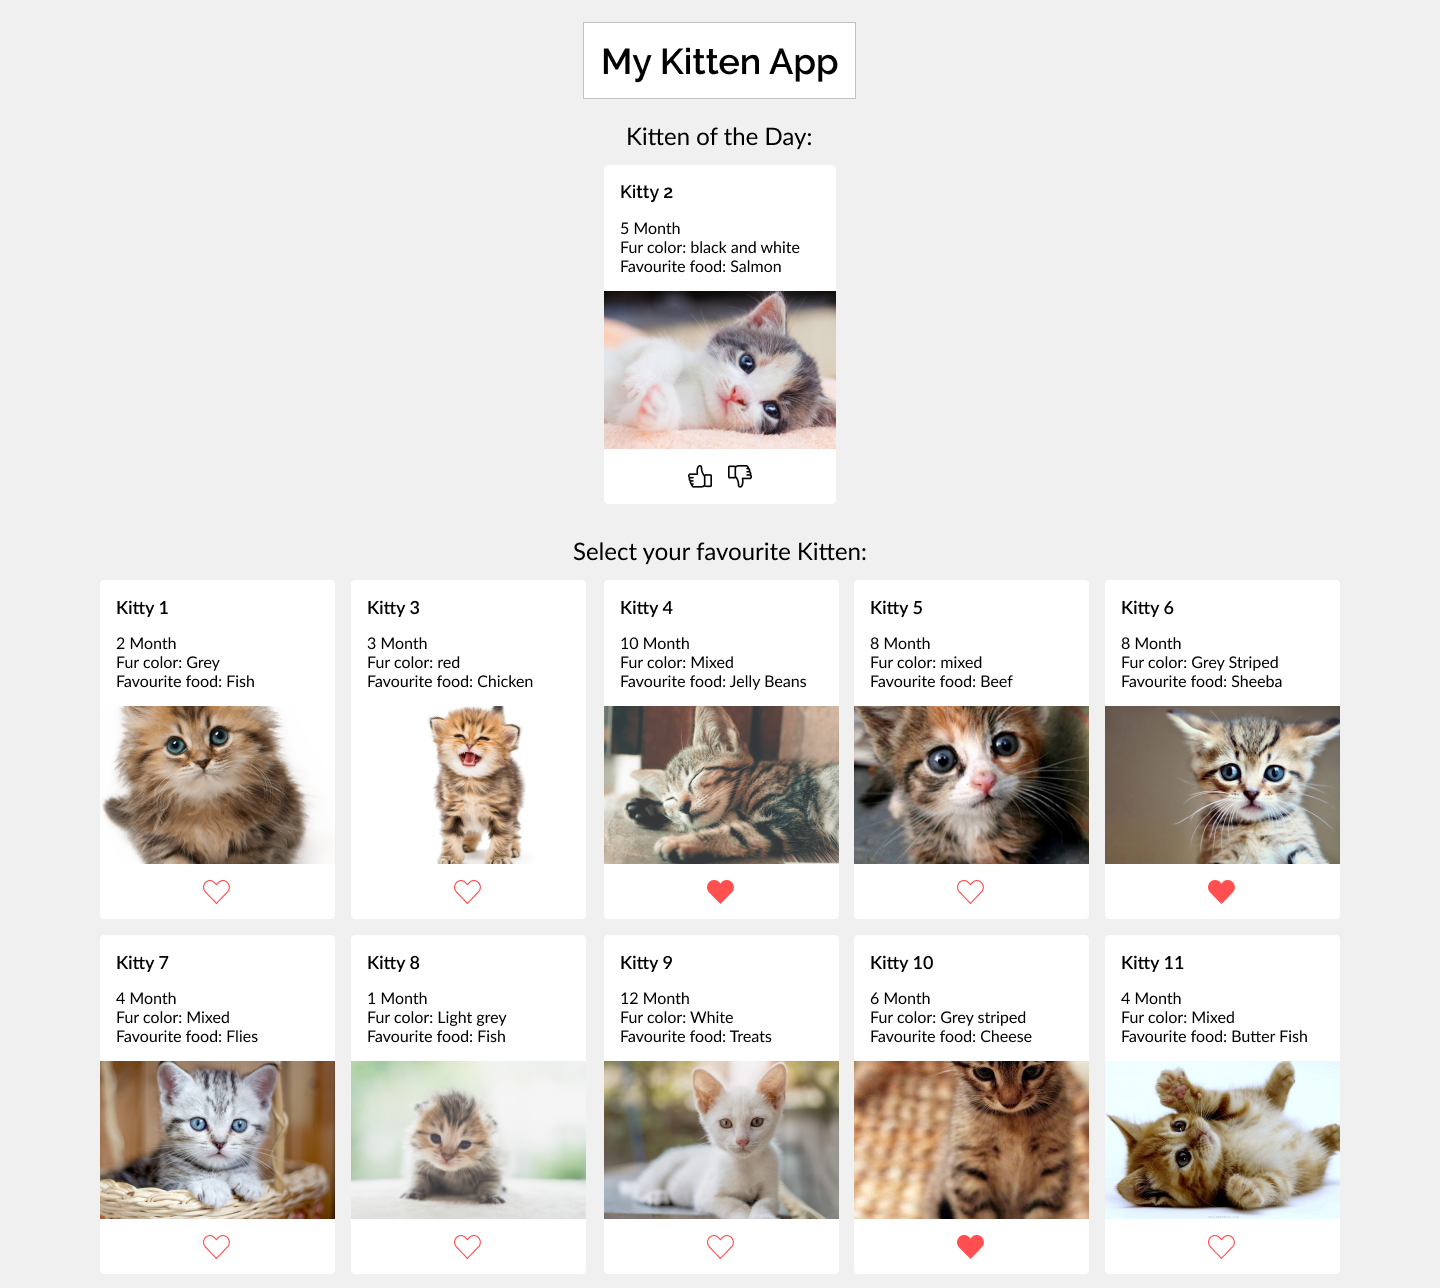 My Kitten App
Kitten of the Day:
Kitty 2
5 Month
Fur color: black and white
Favourite food: Salmon
Select your favourite Kitten:
Kitty 1
2 Month
Fur color: Grey
Favourite food: Fish
Kitty 3
3 Month
Fur color: red
Favourite food: Chicken
Kitty 4
10 Month
Fur color: Mixed
Favourite food: Jelly Beans
Kitty 5
8 Month
Fur color: mixed
Favourite food: Beef
Kitty 6
8 Month
Fur color: Grey Striped
Favourite food: Sheeba
Kitty 7
4 Month
Fur color: Mixed
Favourite food: Flies
Kitty 8
1 Month
Fur color: Light grey
Favourite food: Fish
Kitty 9
12 Month
Fur color: White
Favourite food: Treats
Kitty 10
6 Month
Fur color: Grey striped
Favourite food: Cheese
Kitty 11
4 Month
Fur color: Mixed
Favourite food: Butter Fish